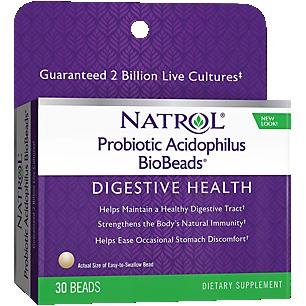 Guaranteed 2 Billion Live Cultures‡
NATROL®
NEW
LOOK!
Probiotic Acidophilus
BioBeads®
DIGESTIVE HEALTH
Helps Maintain a Healthy Digestive Tract†
Strengthens the Body's Natural Immunity†
Helps Ease Occasional Stomach Discomfort†
Actual Size of Easy-to-Swallow Bead
30 BEADS
DIETARY SUPPLEMENT